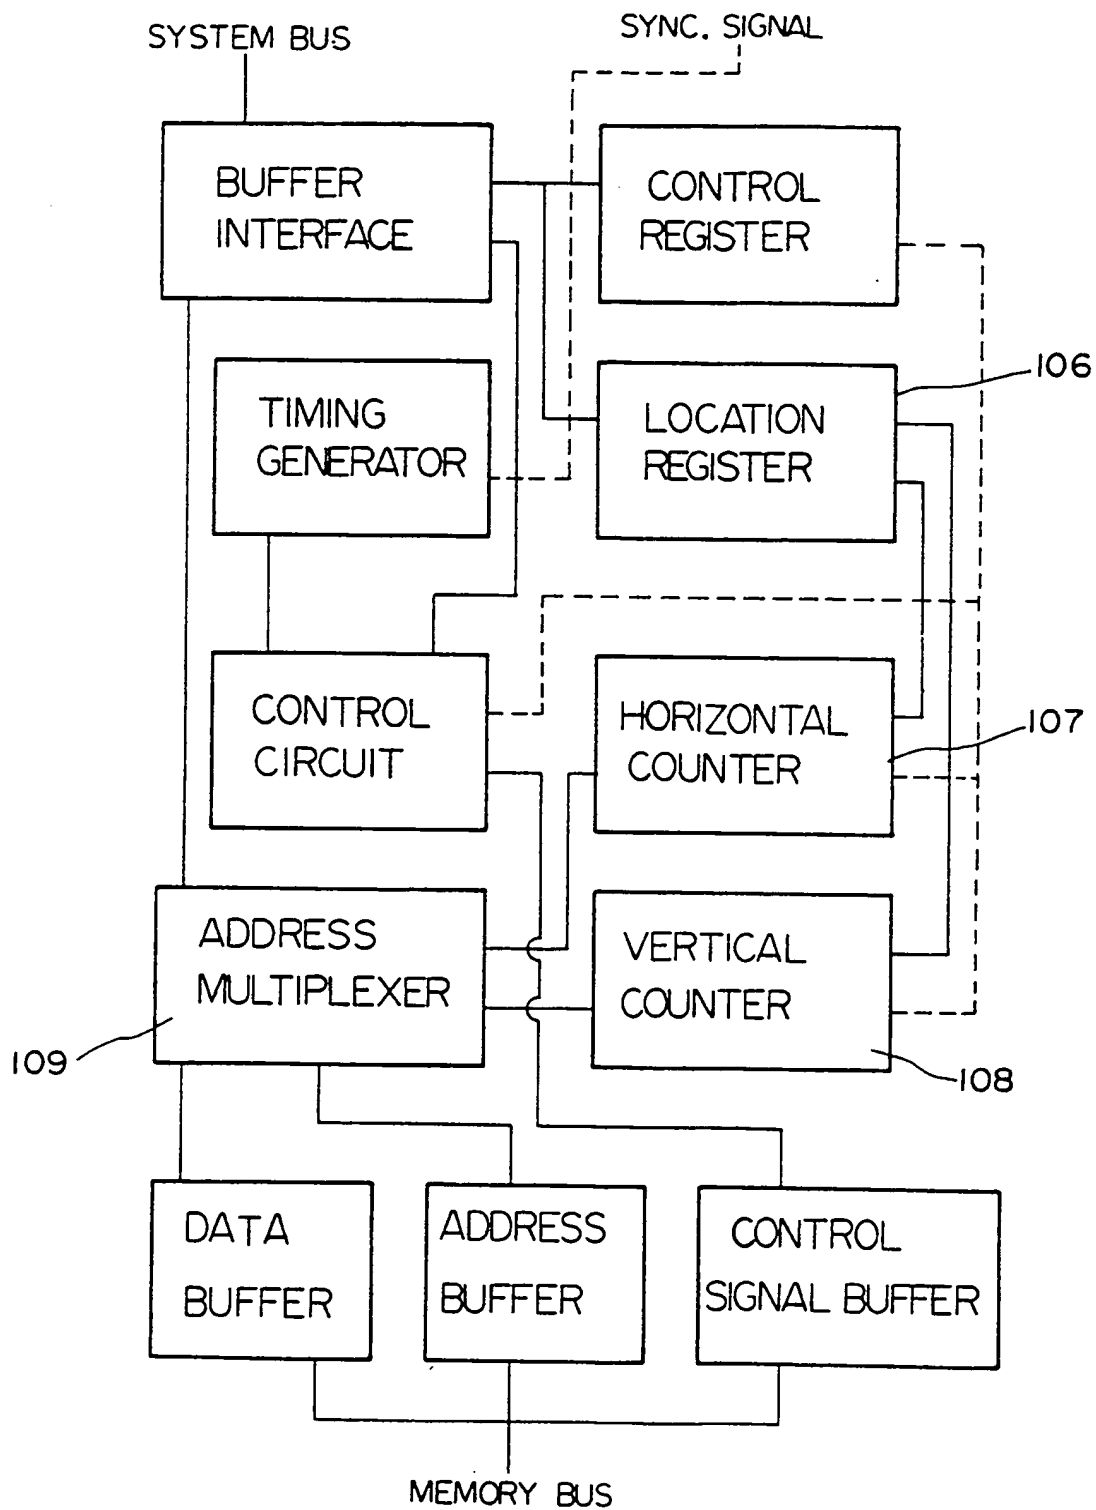 SYSTEM BUS
SYNC. SIGNAL
BUFFER
INTERFACE
CONTROL
REGISTER
TIMING
GENERATOR
LOCATION
REGISTER
106
CONTROL
CIRCUIT
HORIZONTAL
COUNTER
107
ADDRESS
MULTIPLEXER
109
VERTICAL
COUNTER
108
DATA
BUFFER
ADDRESS
BUFFER
CONTROL
SIGNAL BUFFER
MEMORY BUS